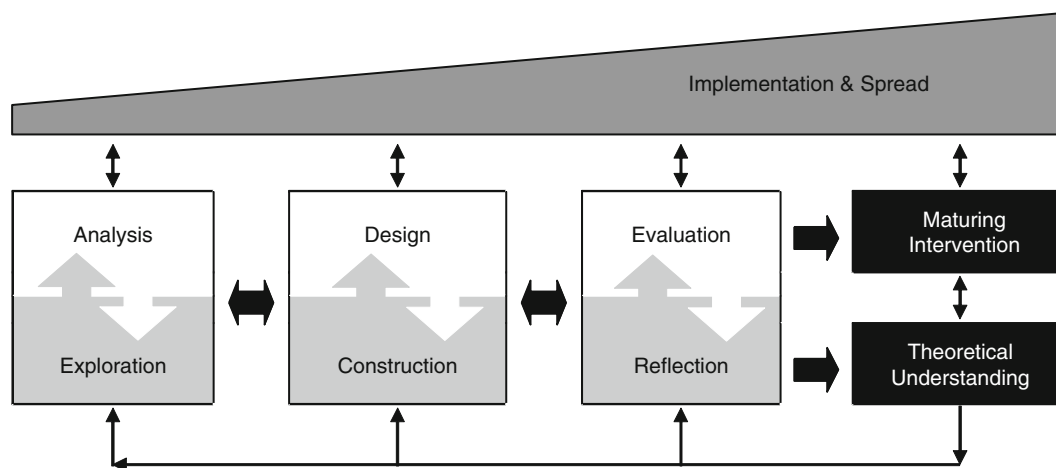 Implementation & Spread
Analysis
Exploration
Design
Construction
Evaluation
Reflection
Maturing
Intervention
Theoretical
Understanding